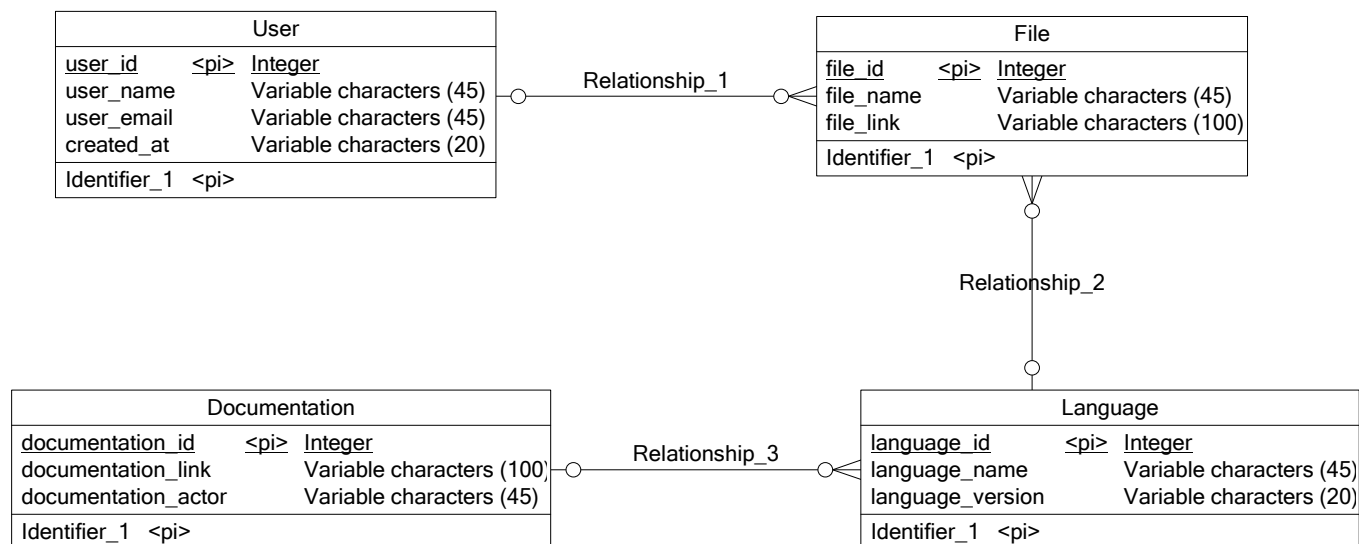 User
user_id <pi> Integer
user_name Variable characters (45)
user_email Variable characters (45)
created_at Variable characters (20)
Identifier_1 <pi>
Relationship_1
File
file_id <pi> Integer
file_name Variable characters (45)
file_link Variable characters (100)
Identifier_1 <pi>
Relationship_2
Documentation
documentation_id <pi> Integer
documentation_link Variable characters (100)
documentation_actor Variable characters (45)
Identifier_1 <pi>
Relationship_3
Language
language_id <pi> Integer
language_name Variable characters (45)
language_version Variable characters (20)
Identifier_1 <pi>